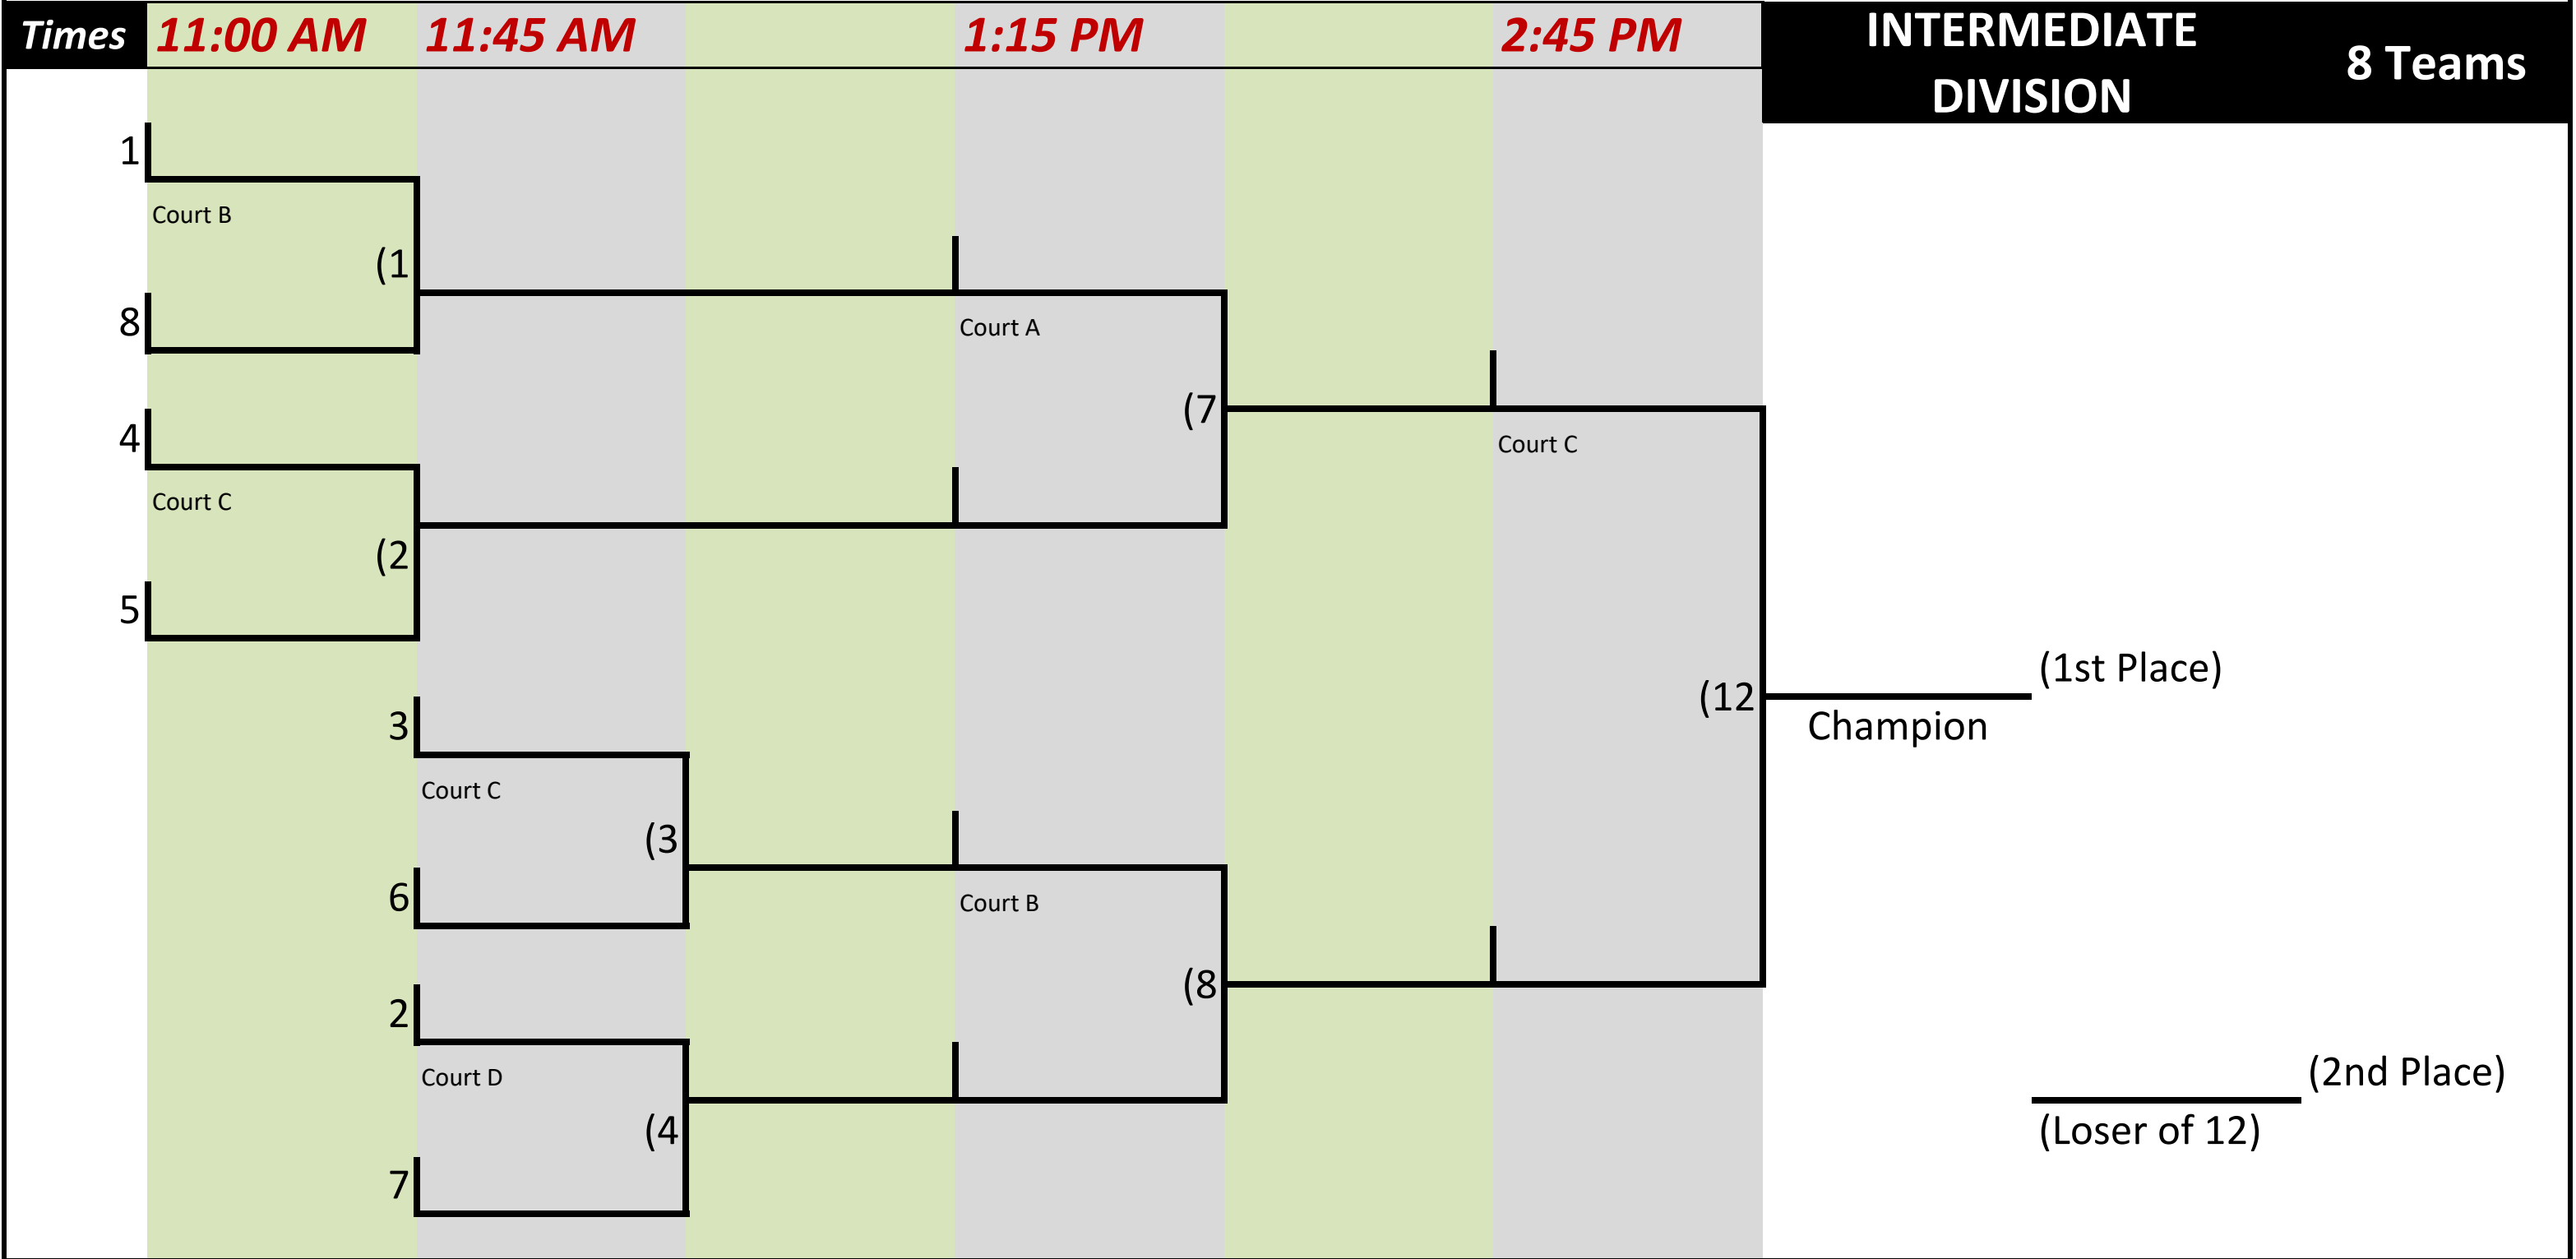 Times 11:00 AM 11:45 AM 1:15 PM 2:45 PM INTERMEDIATE DIVISION 8 Teams
1
Court B
(1
8
Court A
4
(7
Court C
Court C
(2
5
(1st Place)
3
(12
Champion
Court C
(3
6
Court B
(8
2
Court D
(2nd Place)
(4
(Loser of 12)
7